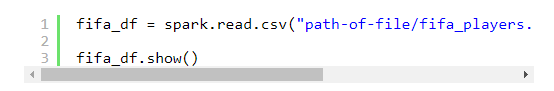 1 fifa_df = spark.read.csv("path-of-file/fifa_players.
2
3 fifa_df.show()